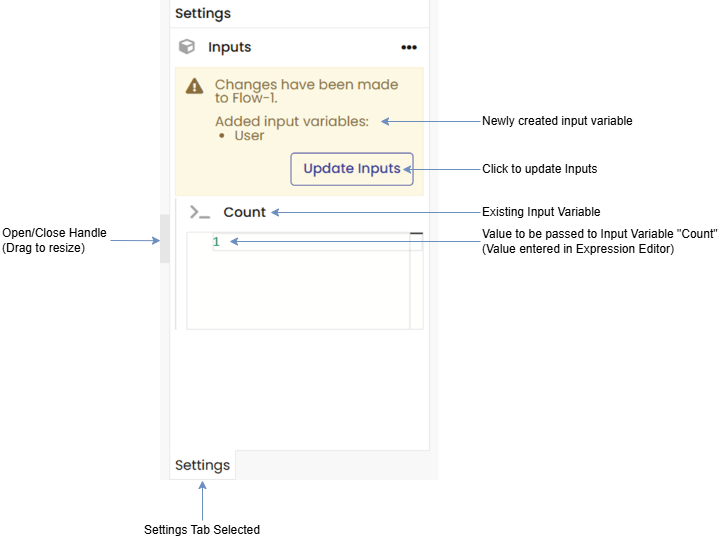 Settings
Inputs
Changes have been made
to Flow-1.
Added input variables:
• User
Newly created input variable
Update Inputs
Click to update Inputs
Count
Existing Input Variable
Open/Close Handle
(Drag to resize)
1
Value to be passed to Input Variable "Count"
(Value entered in Expression Editor)
Settings
Settings Tab Selected